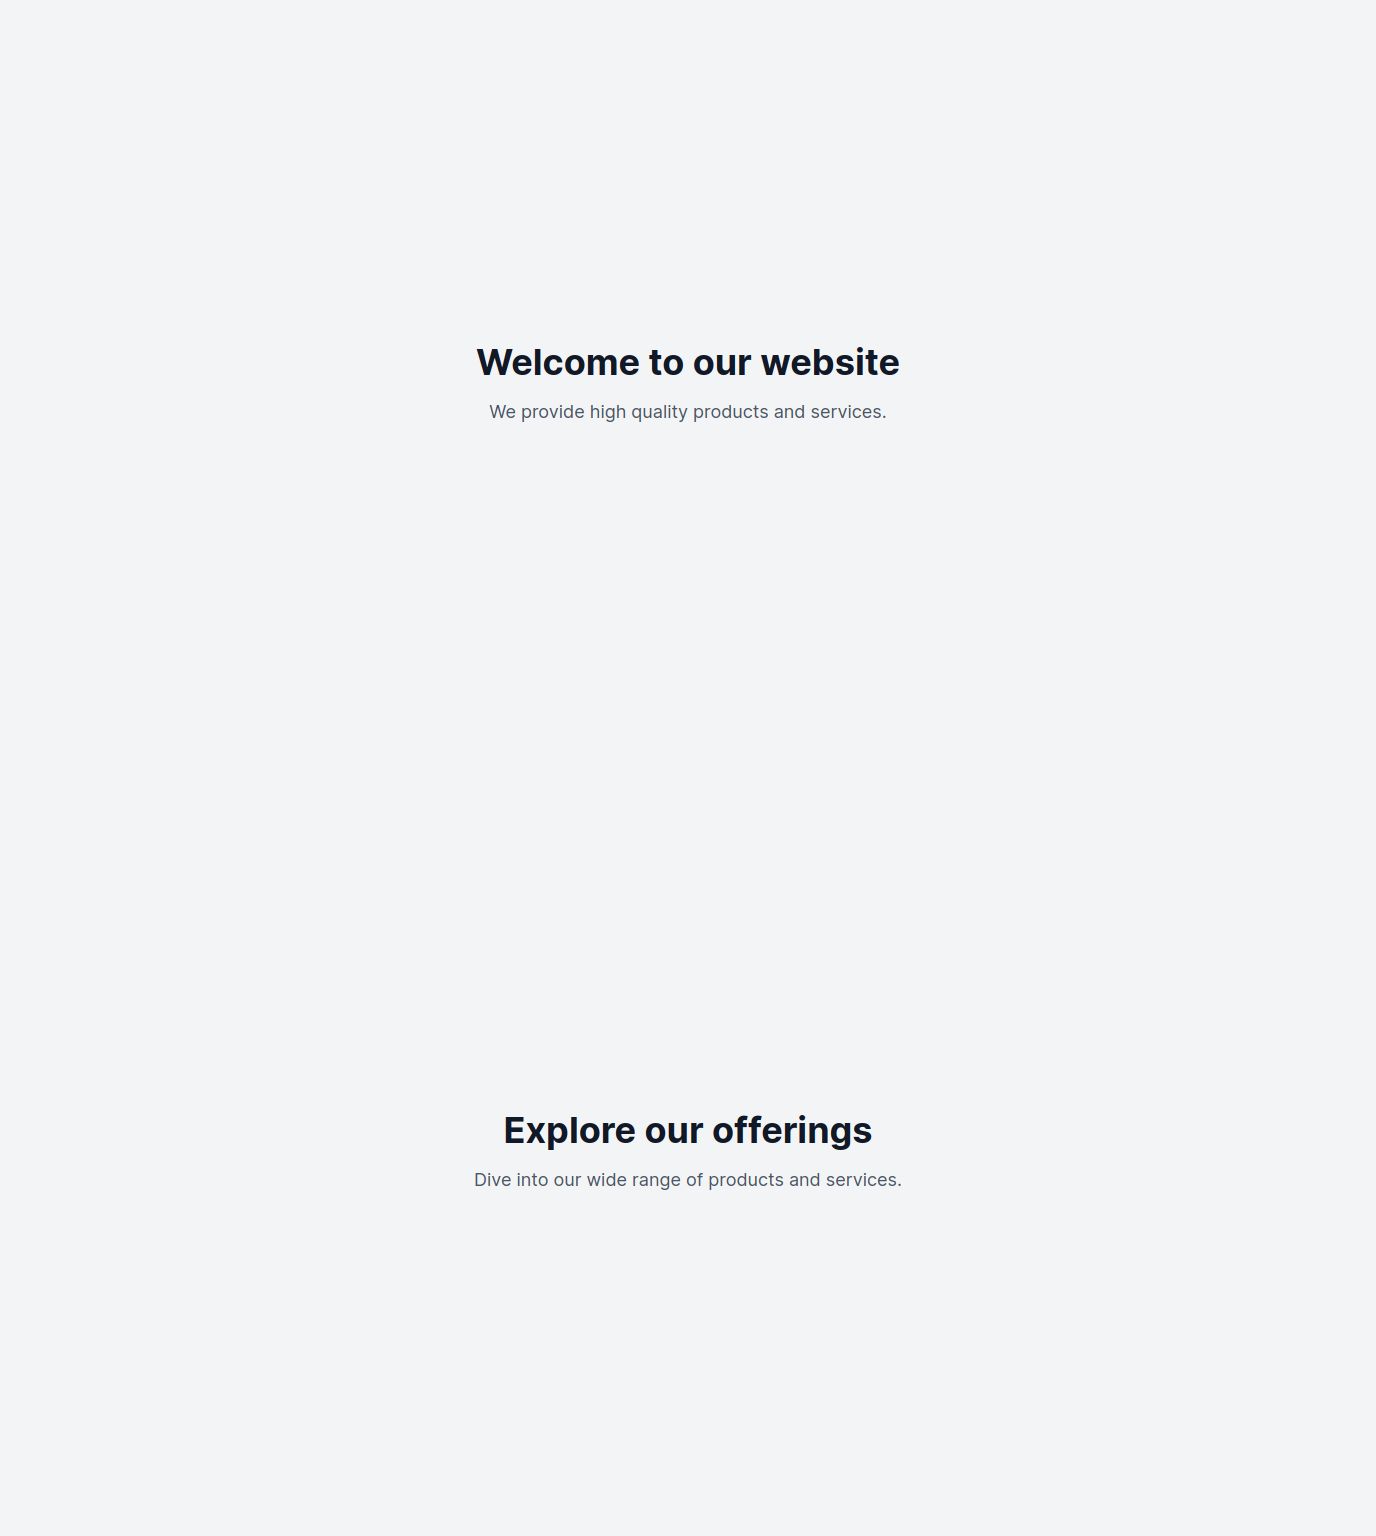 Welcome to our website
We provide high quality products and services.
Explore our offerings
Dive into our wide range of products and services.